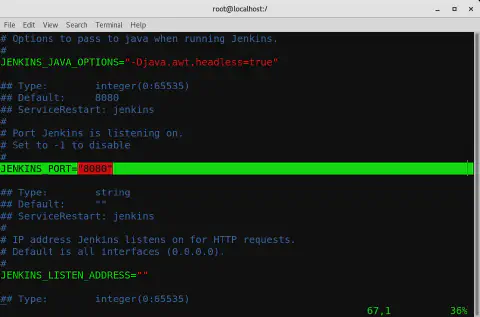 root@localhost:/
File Edit View Search Terminal Help
# Options to pass to java when running Jenkins.
#
JENKINS_JAVA_OPTIONS="-Djava.awt.headless=true"
## Type: integer(0:65535)
## Default: 8080
## ServiceRestart: jenkins
#
# Port Jenkins is listening on.
# Set to -1 to disable
#
JENKINS_PORT="8080"
## Type: string
## Default: ""
## ServiceRestart: jenkins
#
# IP address Jenkins listens on for HTTP requests.
# Default is all interfaces (0.0.0.0).
#
JENKINS_LISTEN_ADDRESS=""
## Type: integer(0:65535)
67,1 36%